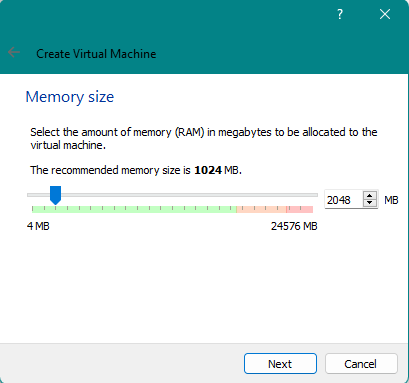 ?
Create Virtual Machine
Memory size
Select the amount of memory (RAM) in megabytes to be allocated to the
virtual machine.
The recommended memory size is 1024 MB.
2048 MB
4 MB 24576 MB
Next Cancel